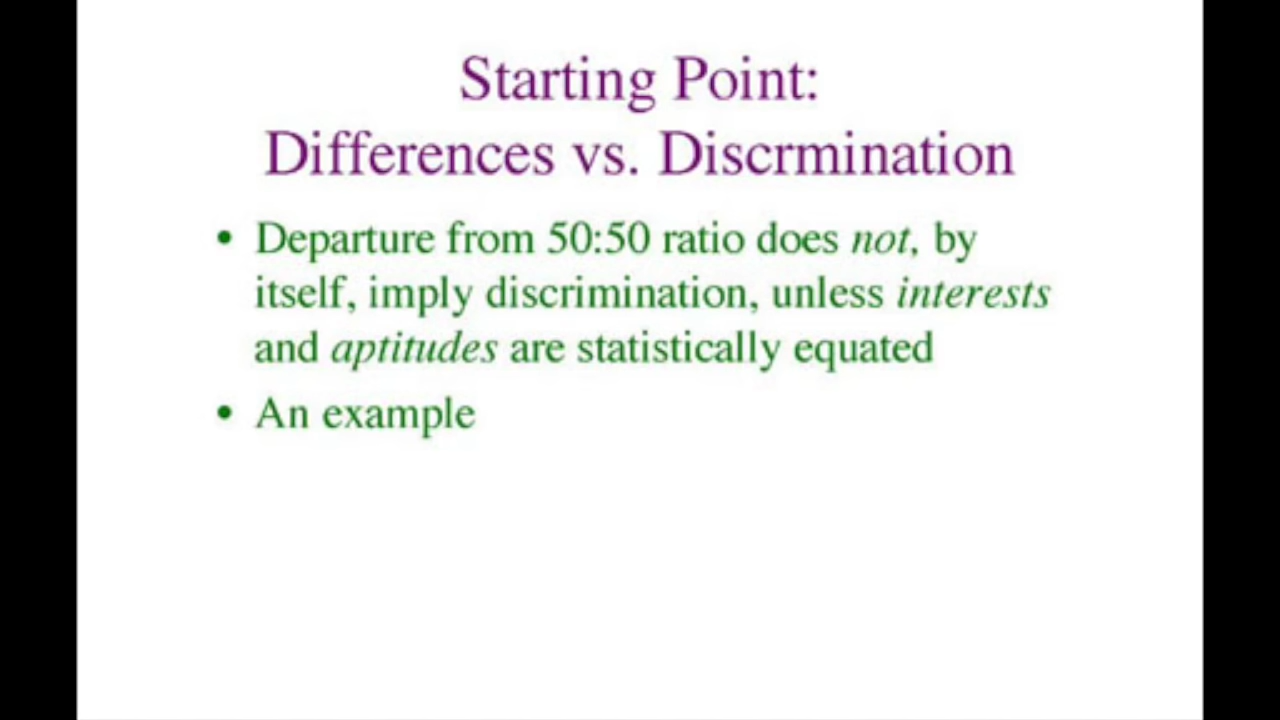 Starting Point:
Differences vs. Discrmination
• Departure from 50:50 ratio does not, by
itself, imply discrimination, unless interests
and aptitudes are statistically equated
• An example